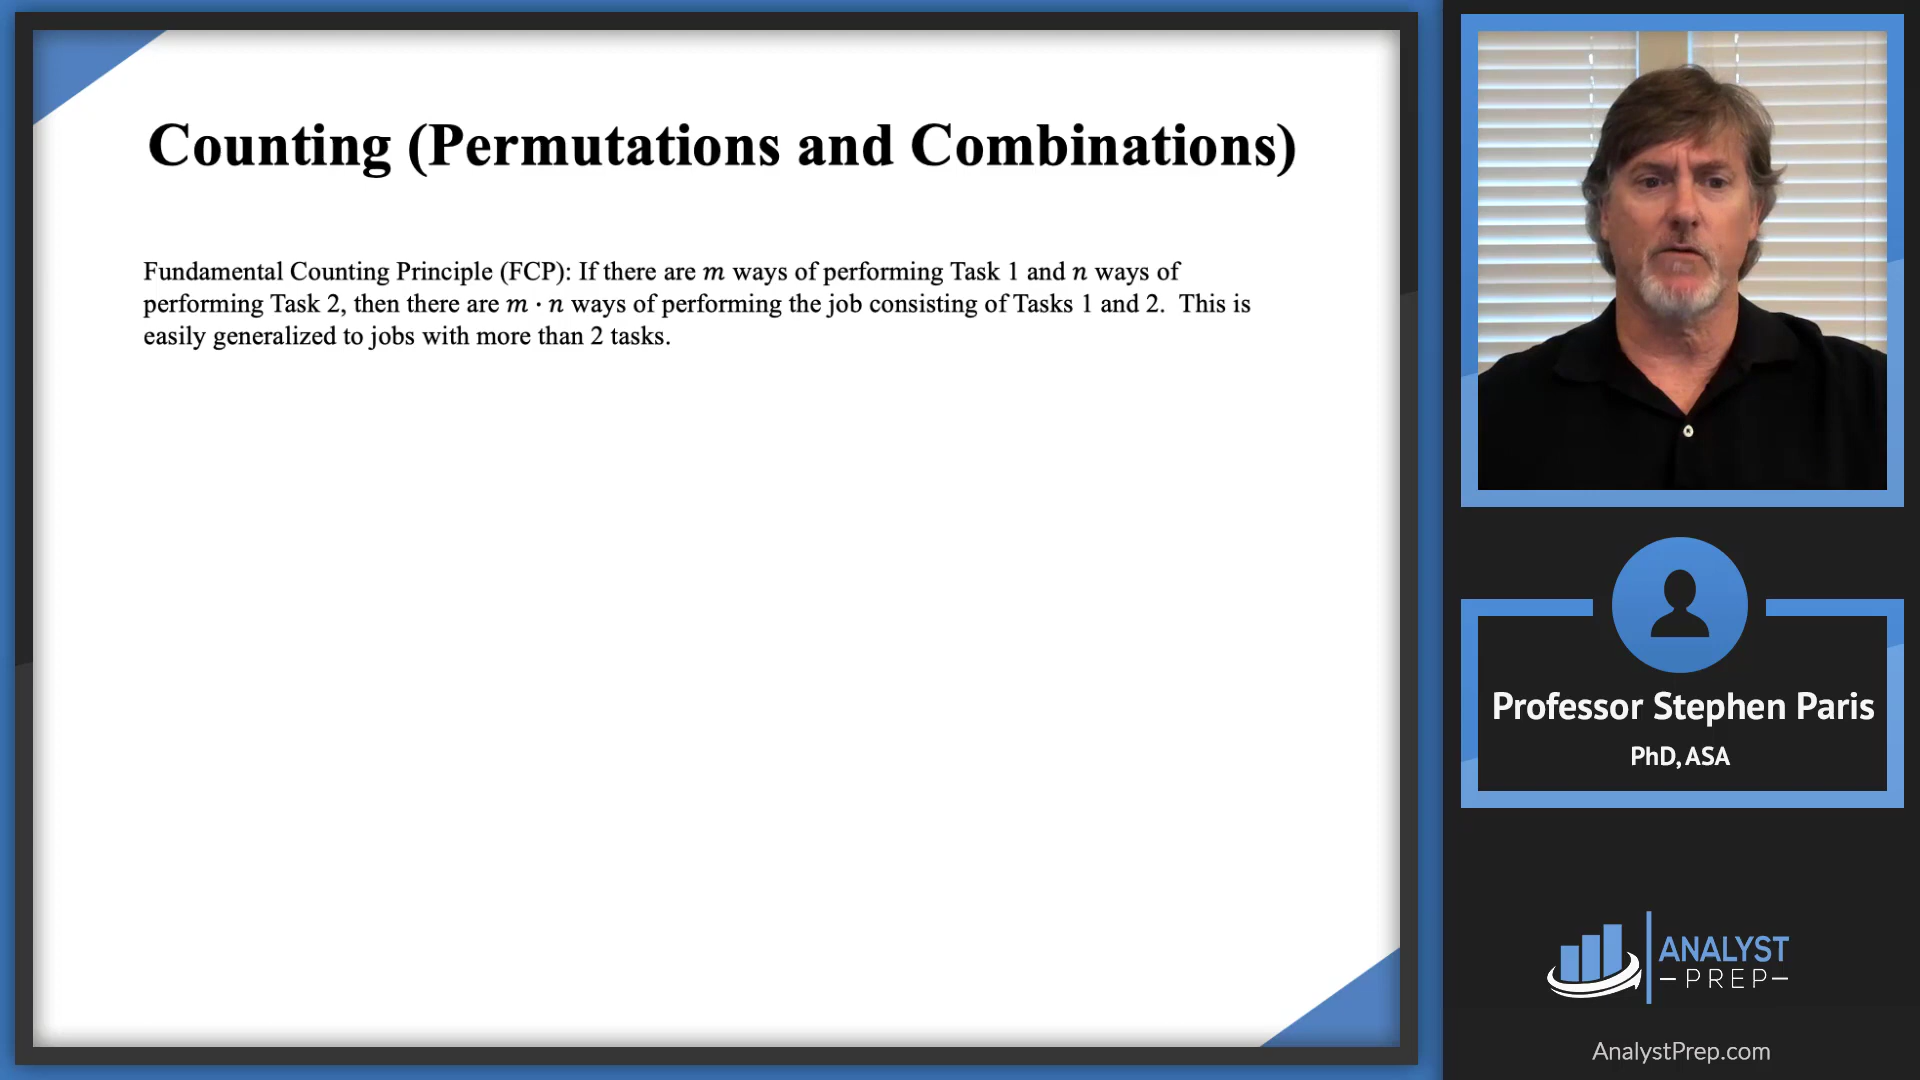 Counting (Permutations and Combinations)
Fundamental Counting Principle (FCP): If there are m ways of performing Task 1 and n ways of
performing Task 2, then there are m · n ways of performing the job consisting of Tasks 1 and 2.  This is
easily generalized to jobs with more than 2 tasks.
Professor Stephen Paris
PhD, ASA
ANALYST
PREP
AnalystPrep.com